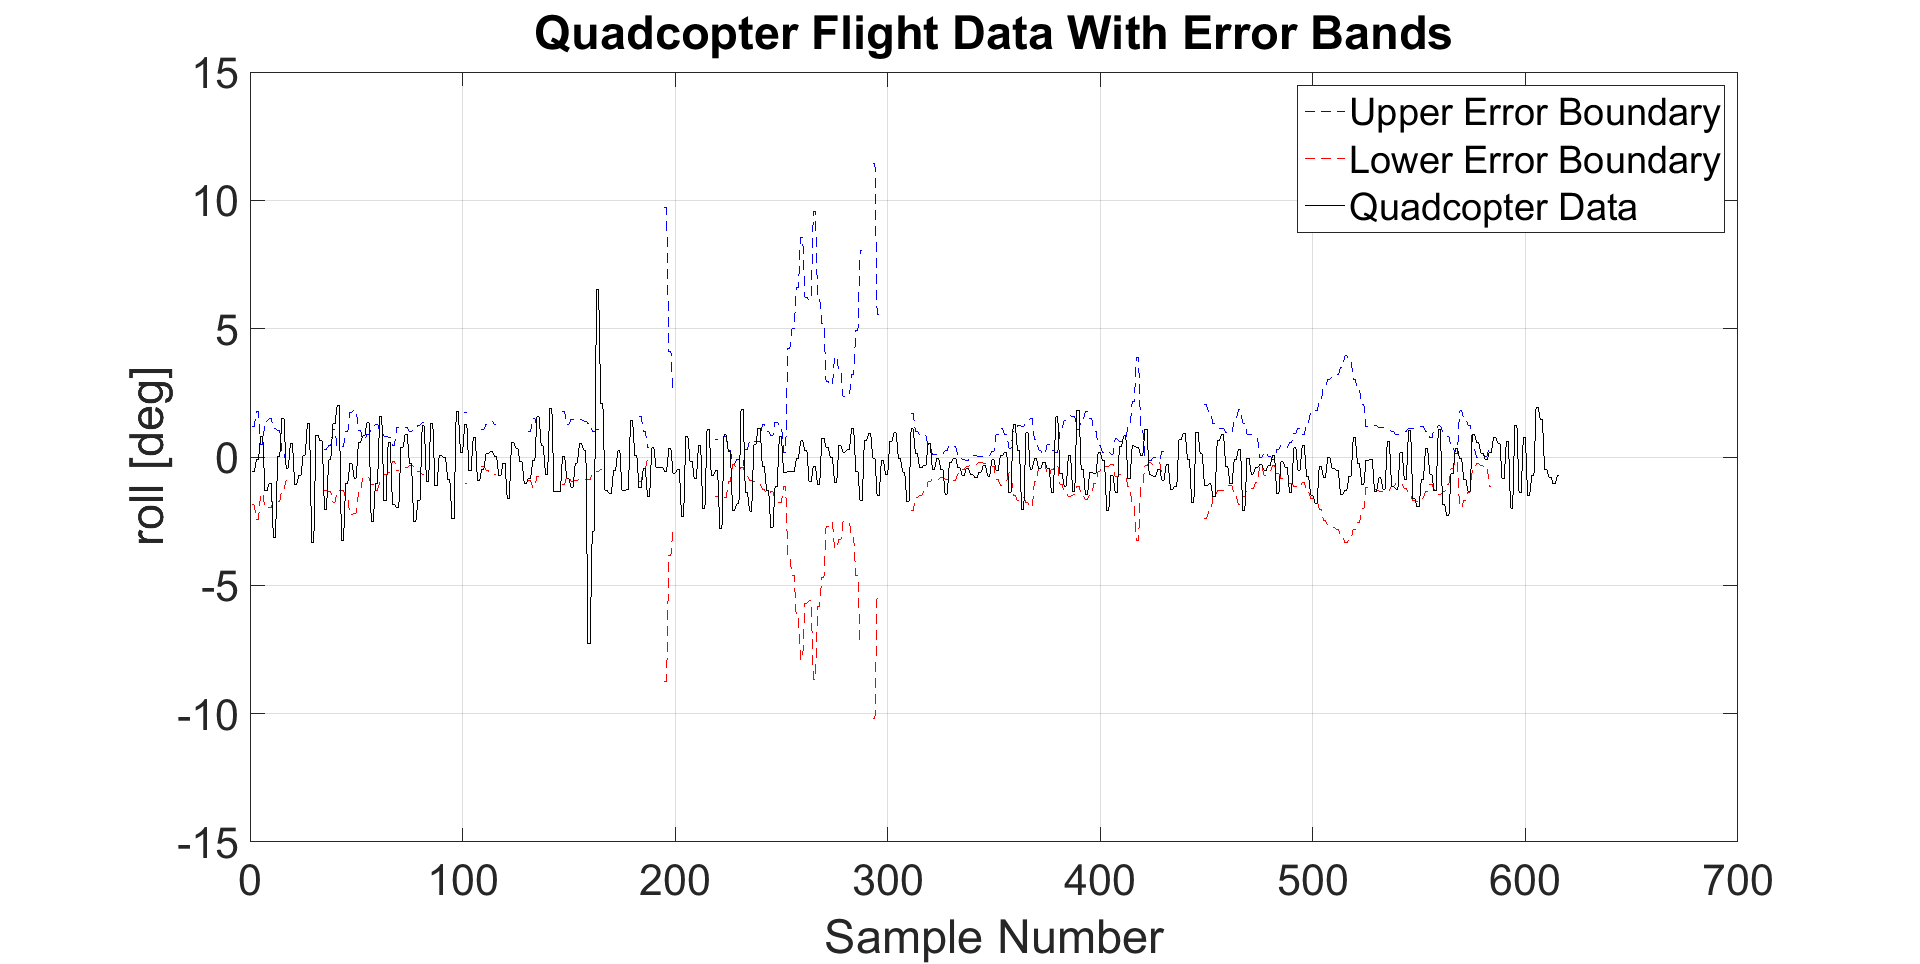 Quadcopter Flight Data With Error Bands
15
10
5
0
-5
-10
-15
roll [deg]
Upper Error Boundary
Lower Error Boundary
Quadcopter Data
0 100 200 300 400 500 600 700
Sample Number